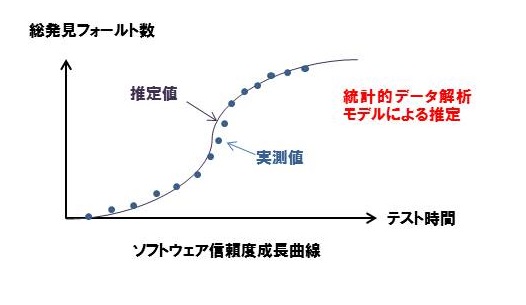 総発見フォールト数
推定値
統計的データ解析
モデルによる推定
実測値
テスト時間
ソフトウェア信頼度成長曲線